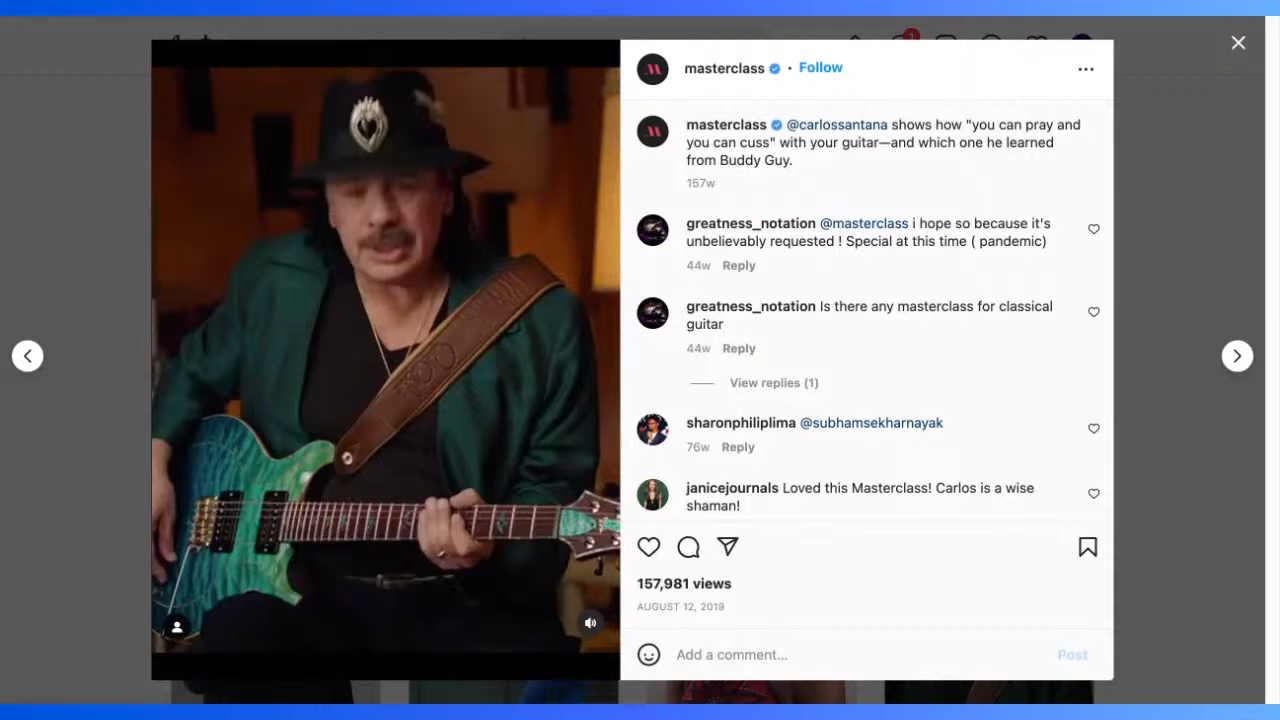 1
masterclass • Follow
masterclass @carlossantana shows how "you can pray and
you can cuss" with your guitar—and which one he learned
from Buddy Guy.
157w
greatness_notation @masterclass i hope so because it's
unbelievably requested ! Special at this time ( pandemic)
44w Reply
greatness_notation Is there any masterclass for classical
guitar
44w Reply
View replies (1)
sharonphiliplima @subhamsekharnayak
76w Reply
janicejournals Loved this Masterclass! Carlos is a wise
shaman!
157,981 views
AUGUST 12, 2019
Add a comment... Post